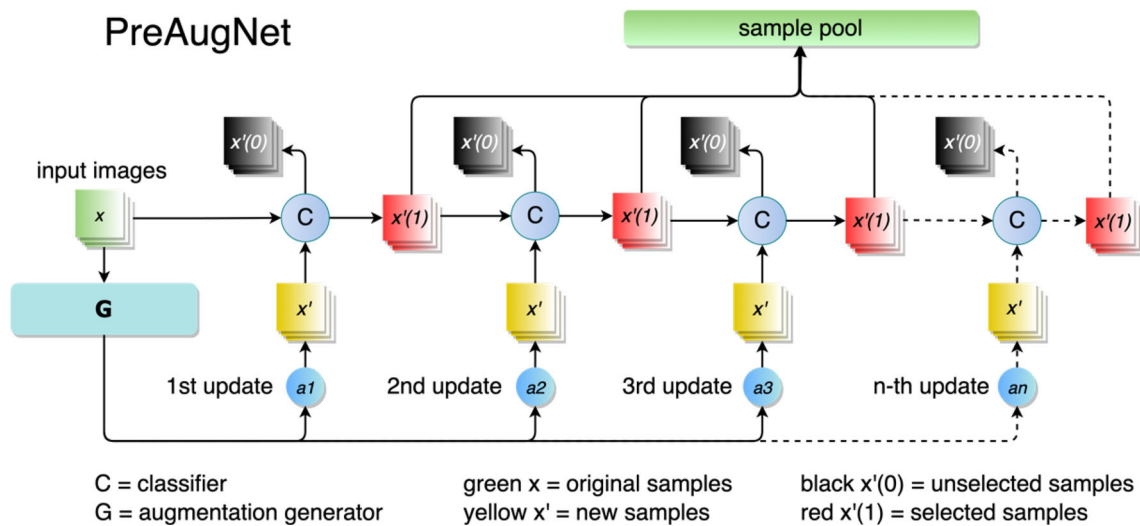 PreAugNet
sample pool
x'(0)
x'(0)
x'(0)
x'(0)
input images
x
C
x'(1)
C
x'(1)
C
x'(1)
C
x'(1)
G
x'
x'
x'
x'
1st update
a1
2nd update
a2
3rd update
a3
n-th update
an
C = classifier
G = augmentation generator
green x = original samples
yellow x' = new samples
black x'(0) = unselected samples
red x'(1) = selected samples